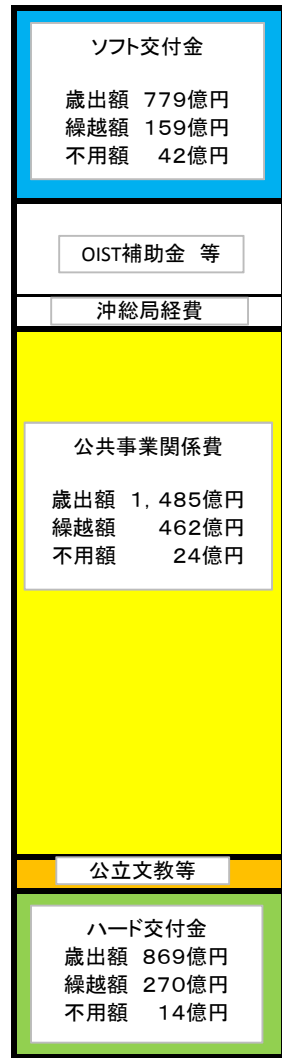 ソフト交付金
歳出額 779億円
繰越額 159億円
不用額 42億円
OIST補助金 等
沖総局経費
公共事業関係費
歳出額 1,485億円
繰越額 462億円
不用額 24億円
公立文教等
ハード交付金
歳出額 869億円
繰越額 270億円
不用額 14億円